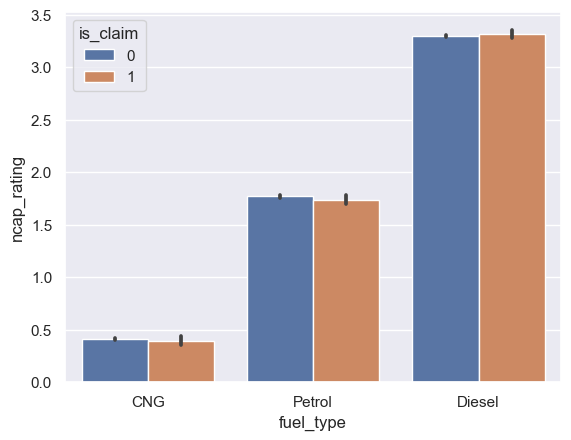 is_claim
0
1
ncap_rating
3.5
3.0
2.5
2.0
1.5
1.0
0.5
0.0
CNG Petrol Diesel
fuel_type